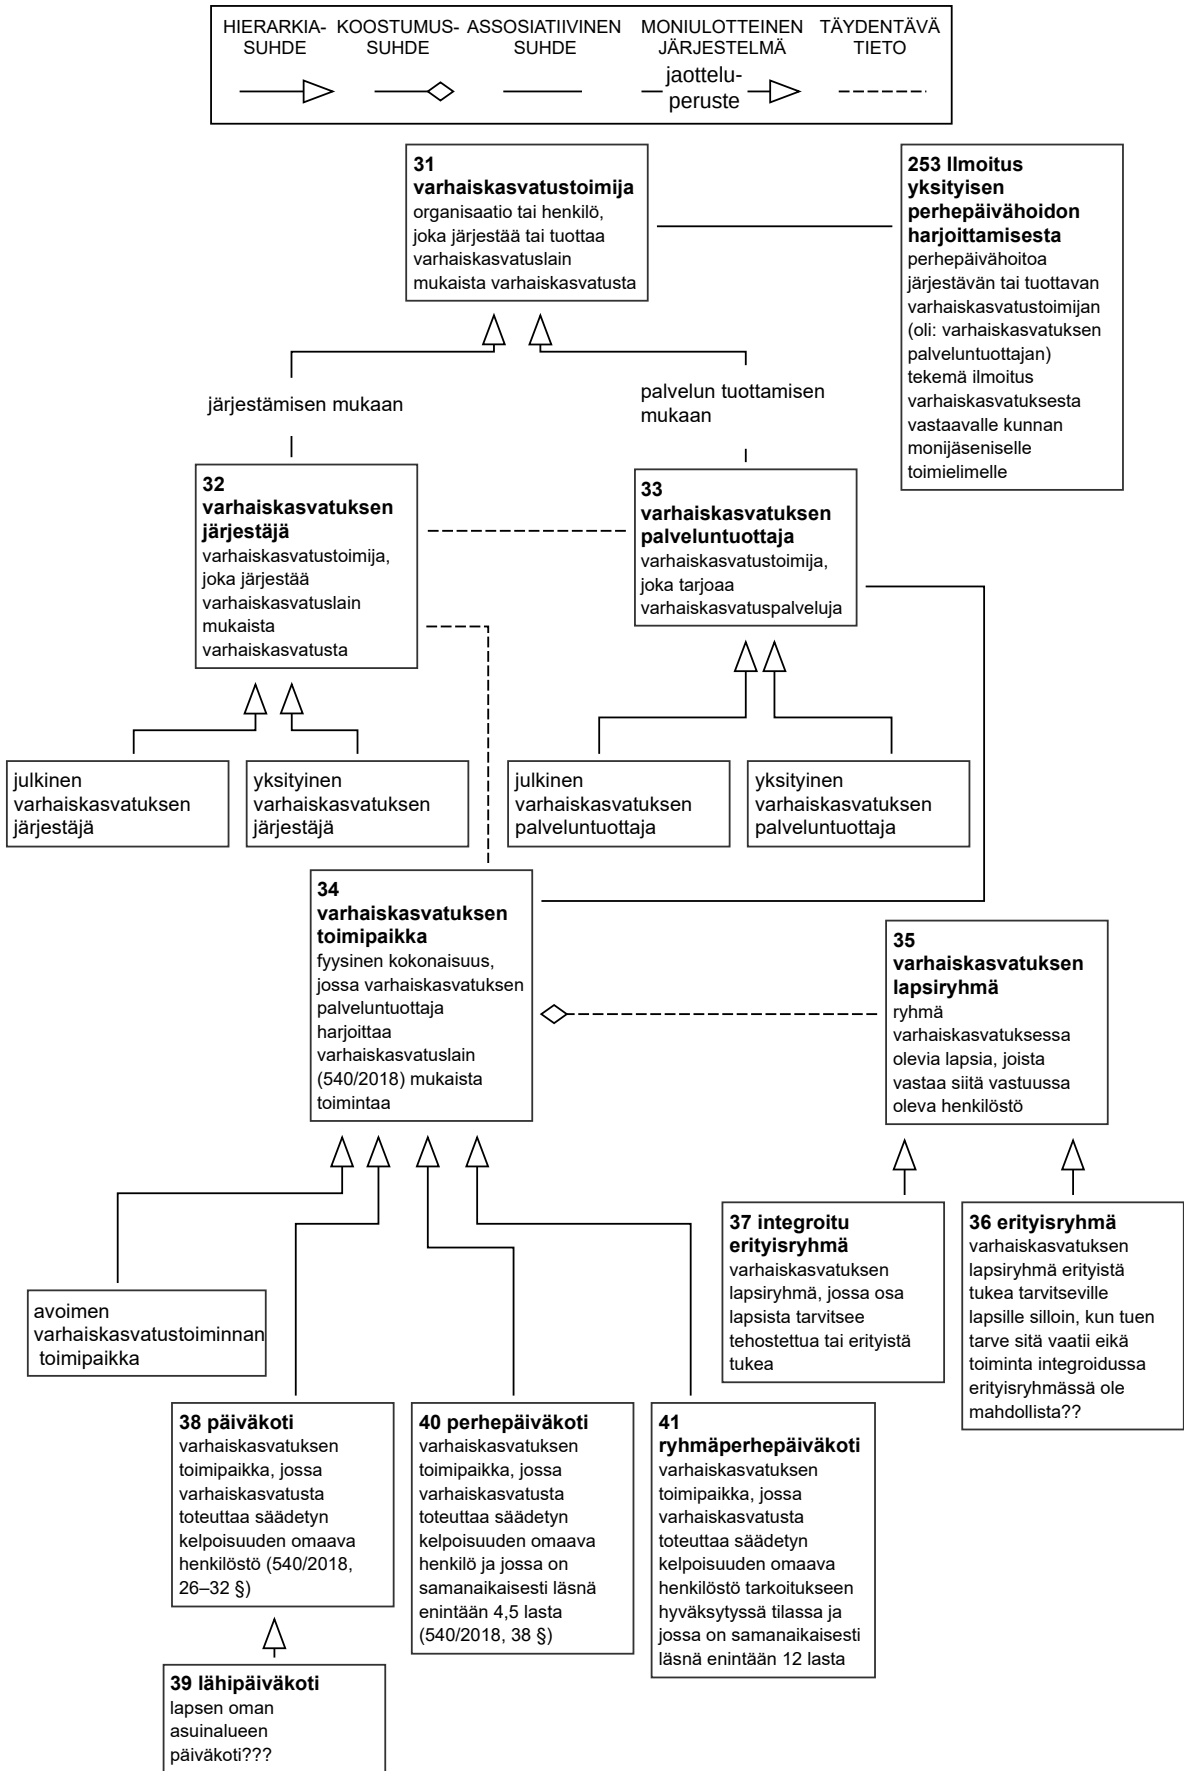 HIERARKIA-
SUHDE
KOOSTUMUS-
SUHDE
ASSOSIATIIVINEN
SUHDE
MONIULOTTEINEN
JÄRJESTELMÄ
jaottelu-
peruste
TÄYDENTÄVÄ
TIETO
31
varhaiskasvatustoimija
organisaatio tai henkilö,
joka järjestää tai tuottaa
varhaiskasvatuslain
mukaista varhaiskasvatusta
253 Ilmoitus
yksityisen
perhepäivähoidon
harjoittamisesta
perhepäivähoitoa
järjestävän tai tuottavan
varhaiskasvatustoimijan
(oli: varhaiskasvatuksen
palveluntuottajan)
tekemä ilmoitus
varhaiskasvatuksesta
vastaavalle kunnan
monijäseniselle
toimielimelle
järjestämisen mukaan
palvelun tuottamisen
mukaan
32
varhaiskasvatuksen
järjestäjä
varhaiskasvatustoimija,
joka järjestää
varhaiskasvatuslain
mukaista
varhaiskasvatusta
33
varhaiskasvatuksen
palveluntuottaja
varhaiskasvatustoimija,
joka tarjoaa
varhaiskasvatuspalveluja
julkinen
varhaiskasvatuksen
järjestäjä
yksityinen
varhaiskasvatuksen
järjestäjä
julkinen
varhaiskasvatuksen
palveluntuottaja
yksityinen
varhaiskasvatuksen
palveluntuottaja
34
varhaiskasvatuksen
toimipaikka
fyysinen kokonaisuus,
jossa varhaiskasvatuksen
palveluntuottaja
harjoittaa
varhaiskasvatuslain
(540/2018) mukaista
toimintaa
35
varhaiskasvatuksen
lapsiryhmä
ryhmä
varhaiskasvatuksessa
olevia lapsia, joista
vastaa siitä vastuussa
oleva henkilöstö
37 integroitu
erityisryhmä
varhaiskasvatuksen
lapsiryhmä, jossa osa
lapsista tarvitsee
tehostettua tai erityistä
tukea
36 erityisryhmä
varhaiskasvatuksen
lapsiryhmä erityistä
tukea tarvitseville
lapsille silloin, kun tuen
tarve sitä vaatii eikä
toiminta integroidussa
erityisryhmässä ole
mahdollista??
avoimen
varhaiskasvatustoiminnan
toimipaikka
38 päiväkoti
varhaiskasvatuksen
toimipaikka, jossa
varhaiskasvatusta
toteuttaa säädetyn
kelpoisuuden omaava
henkilöstö (540/2018,
26–32 §)
40 perhepäiväkoti
varhaiskasvatuksen
toimipaikka, jossa
varhaiskasvatusta
toteuttaa säädetyn
kelpoisuuden omaava
henkilö ja jossa on
samanaikaisesti läsnä
enintään 4,5 lasta
(540/2018, 38 §)
41
ryhmäperhepäiväkoti
varhaiskasvatuksen
toimipaikka, jossa
varhaiskasvatusta
toteuttaa säädetyn
kelpoisuuden omaava
henkilöstö tarkoitukseen
hyväksytyssä tilassa ja
jossa on samanaikaisesti
läsnä enintään 12 lasta
39 lähipäiväkoti
lapsen oman
asuinalueen
päiväkoti???